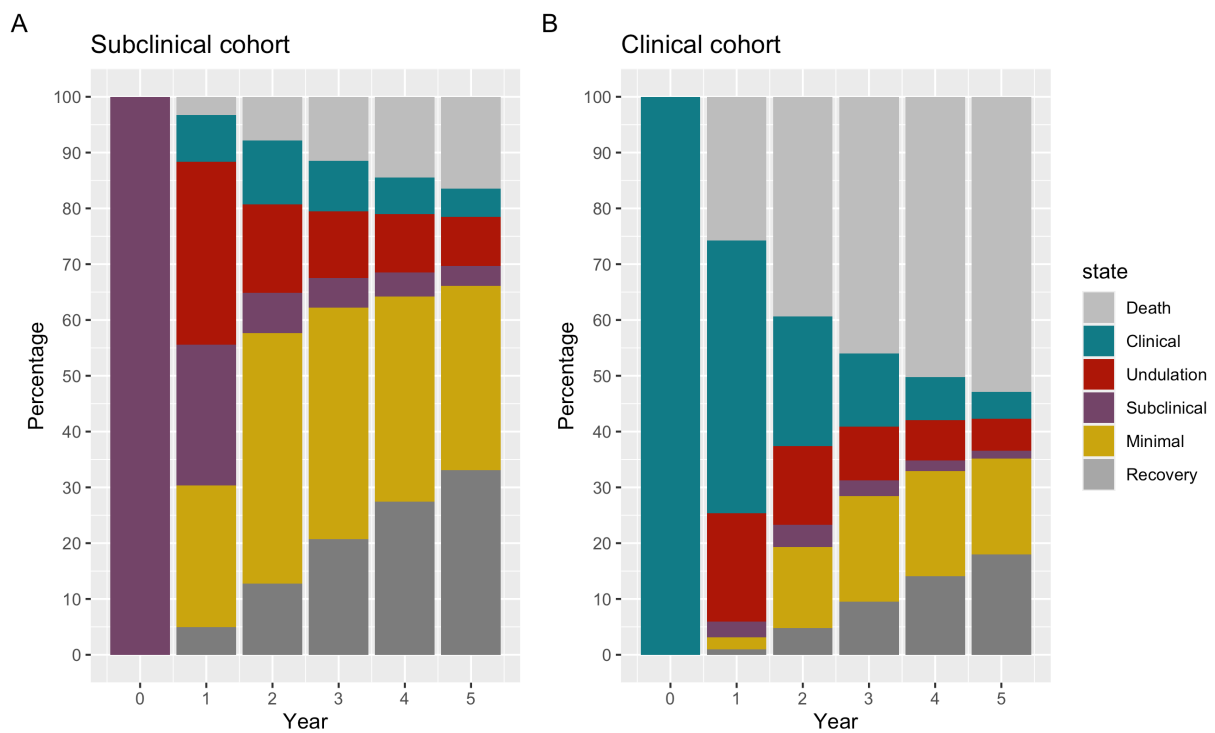 A
Subclinical cohort
100
90
80
70
60
50
40
30
20
10
0
Percentage
0 1 2 3 4 5
Year
B
Clinical cohort
100
90
80
70
60
50
40
30
20
10
0
Percentage
0 1 2 3 4 5
Year
state
Death
Clinical
Undulation
Subclinical
Minimal
Recovery